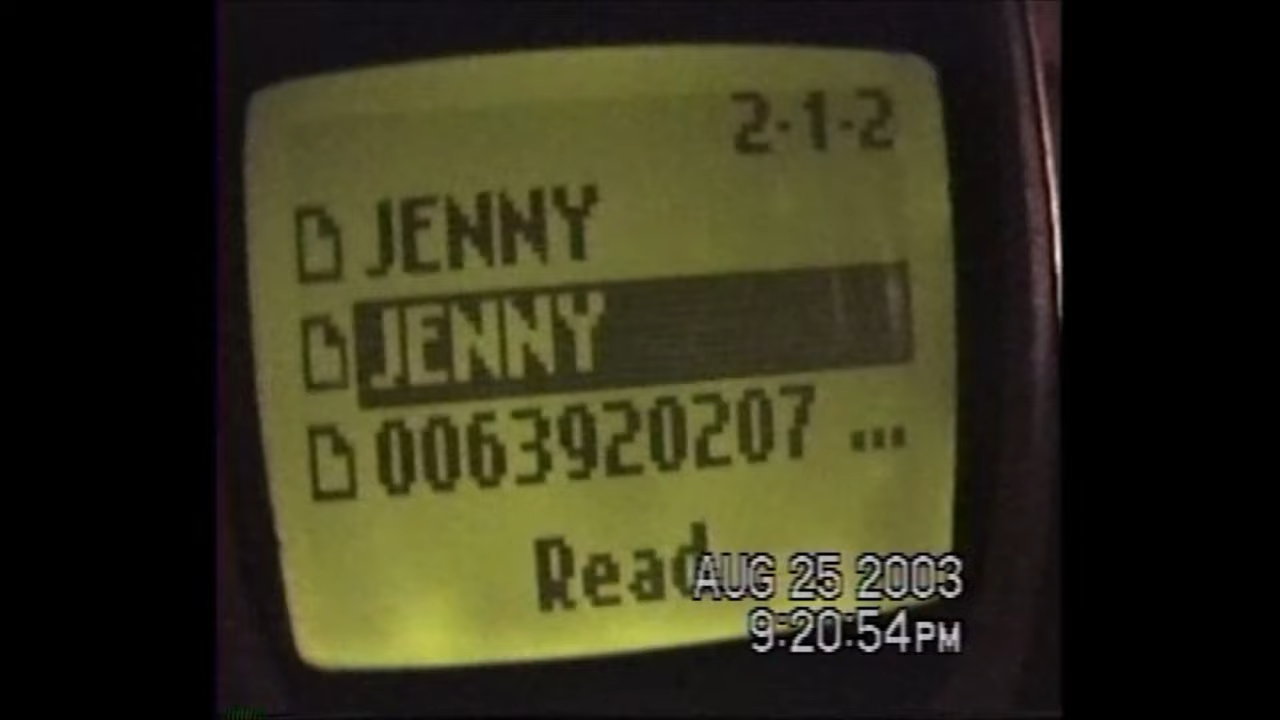 2-1-2
JENNY
JENNY
0063920207 ...
Read
AUG 25 2003
9:20:54PM